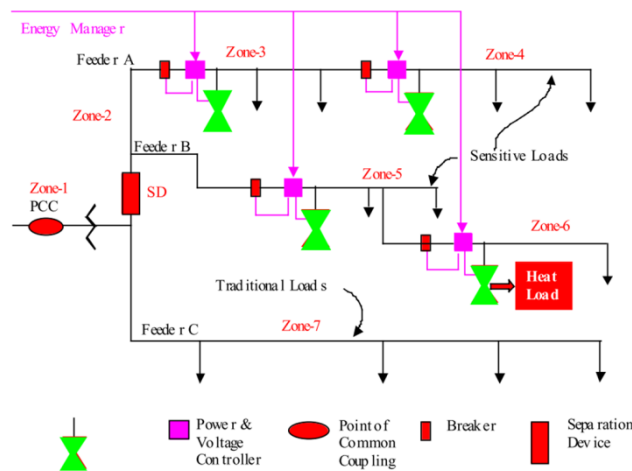 Energy Manager
Feeder A
Zone-3
Zone-4
Zone-2
Feeder B
Sensitive Loads
Zone-5
Zone-1
PCC
SD
Zone-6
Heat
Load
Traditional Loads
Feeder C
Zone-7
Power &
Voltage
Controller
Point of
Common
Coupling
Breaker
Separation
Device